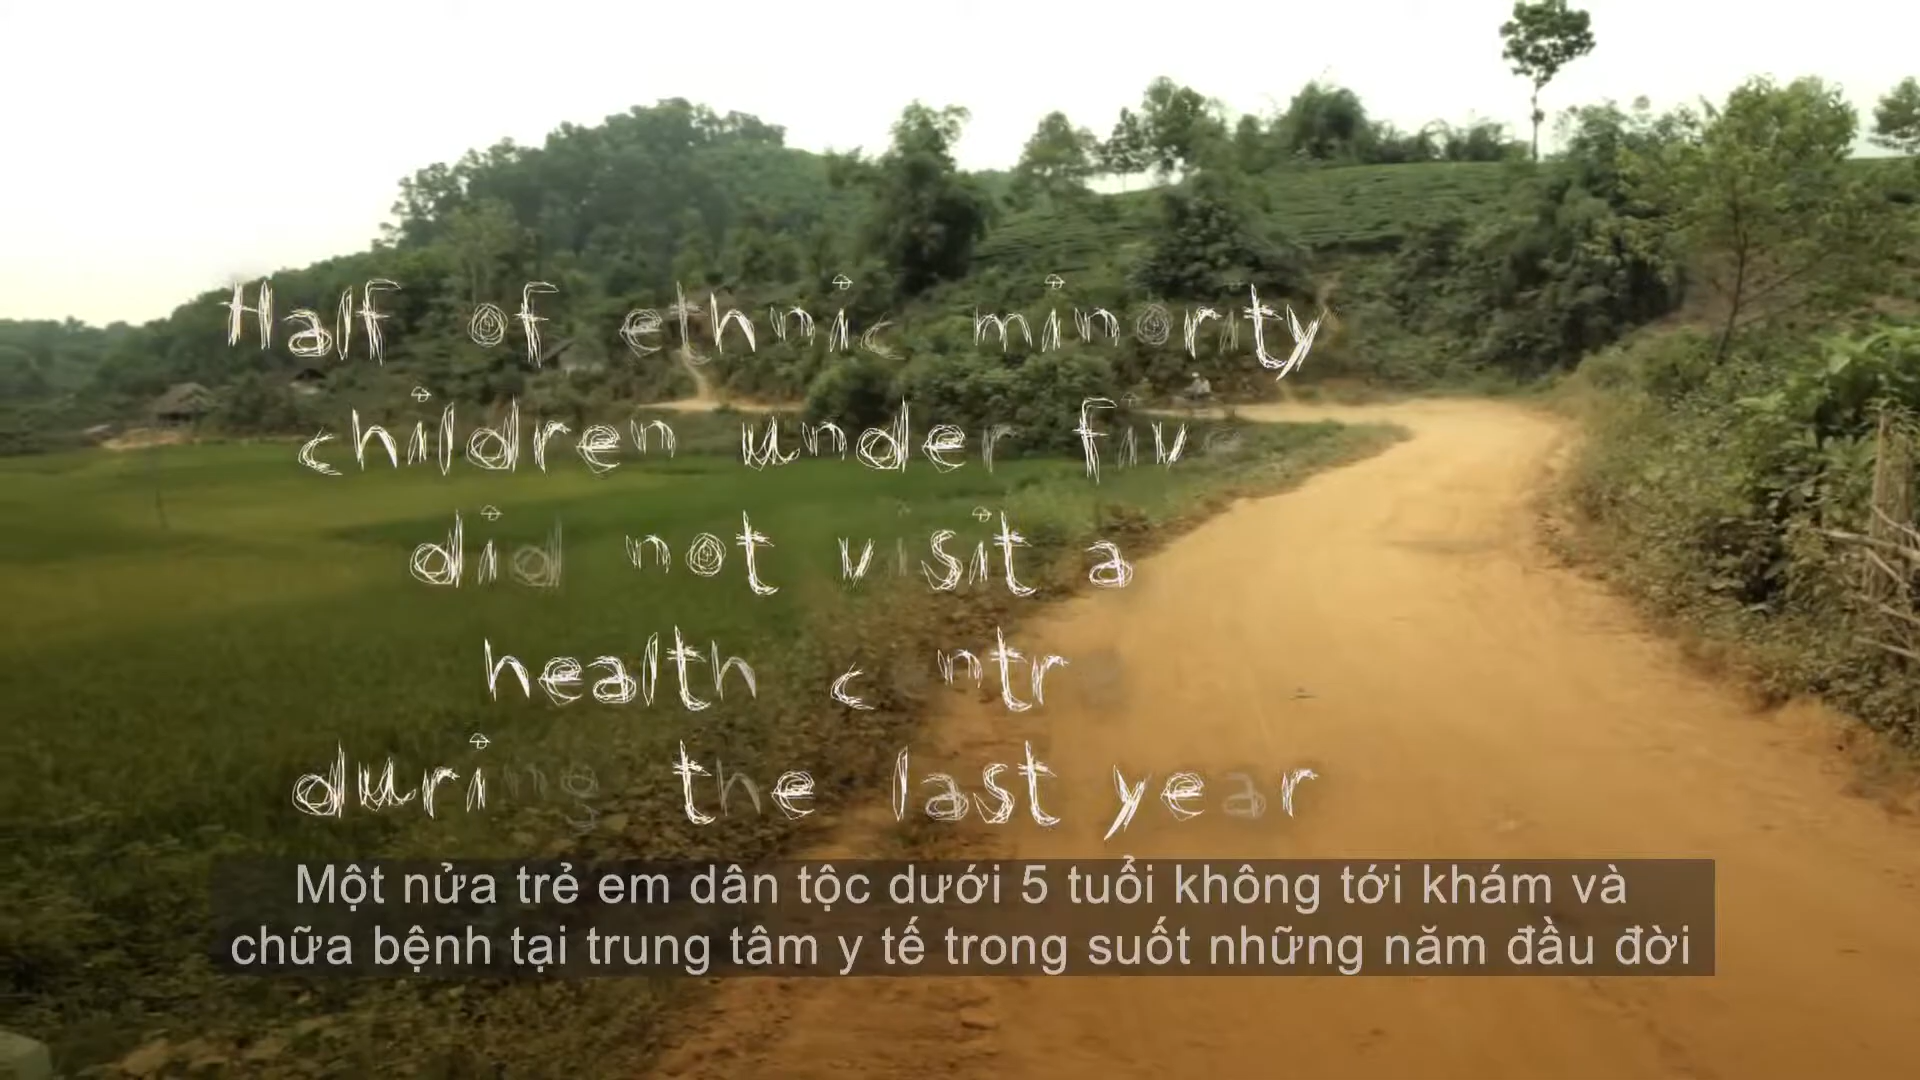 Half of ethnic minority
children under five
did not visit a
health centre
during the last year
Một nửa trẻ em dân tộc dưới 5 tuổi không tới khám và
chữa bệnh tại trung tâm y tế trong suốt những năm đầu đời